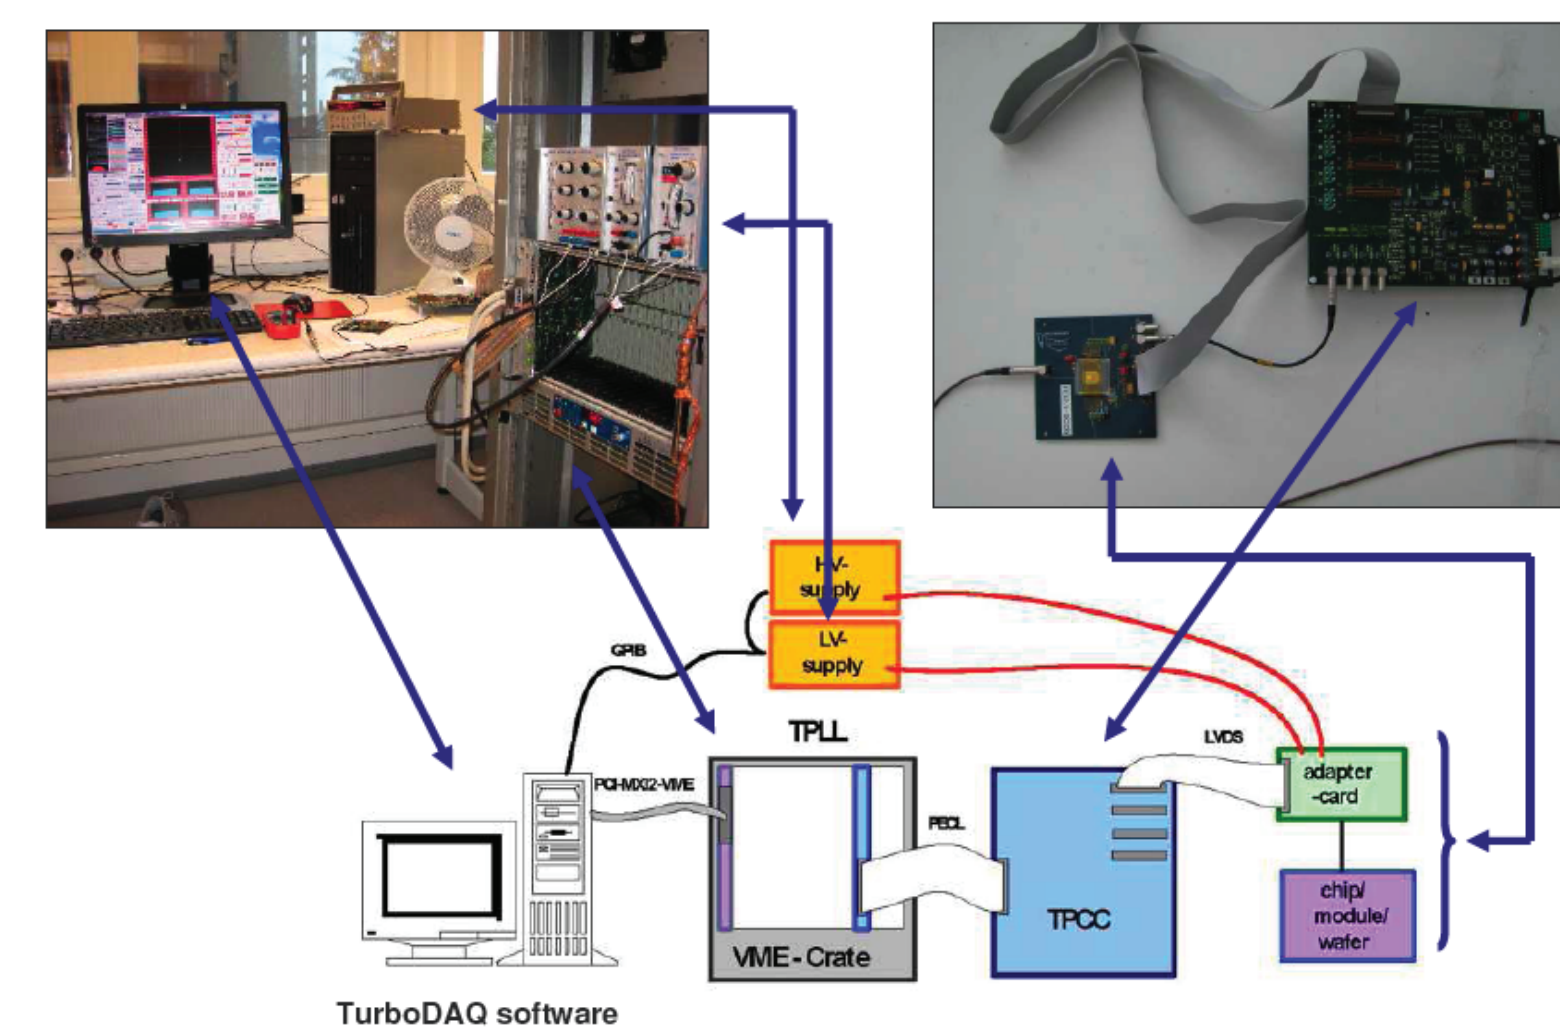 HV-
supply
LV-
supply
GPIB
TPLL
LVDS
PCI-MXI2-VME
adapter
-card
PECL
chip/
module/
wafer
TPCC
VME - Crate
TurboDAQ software